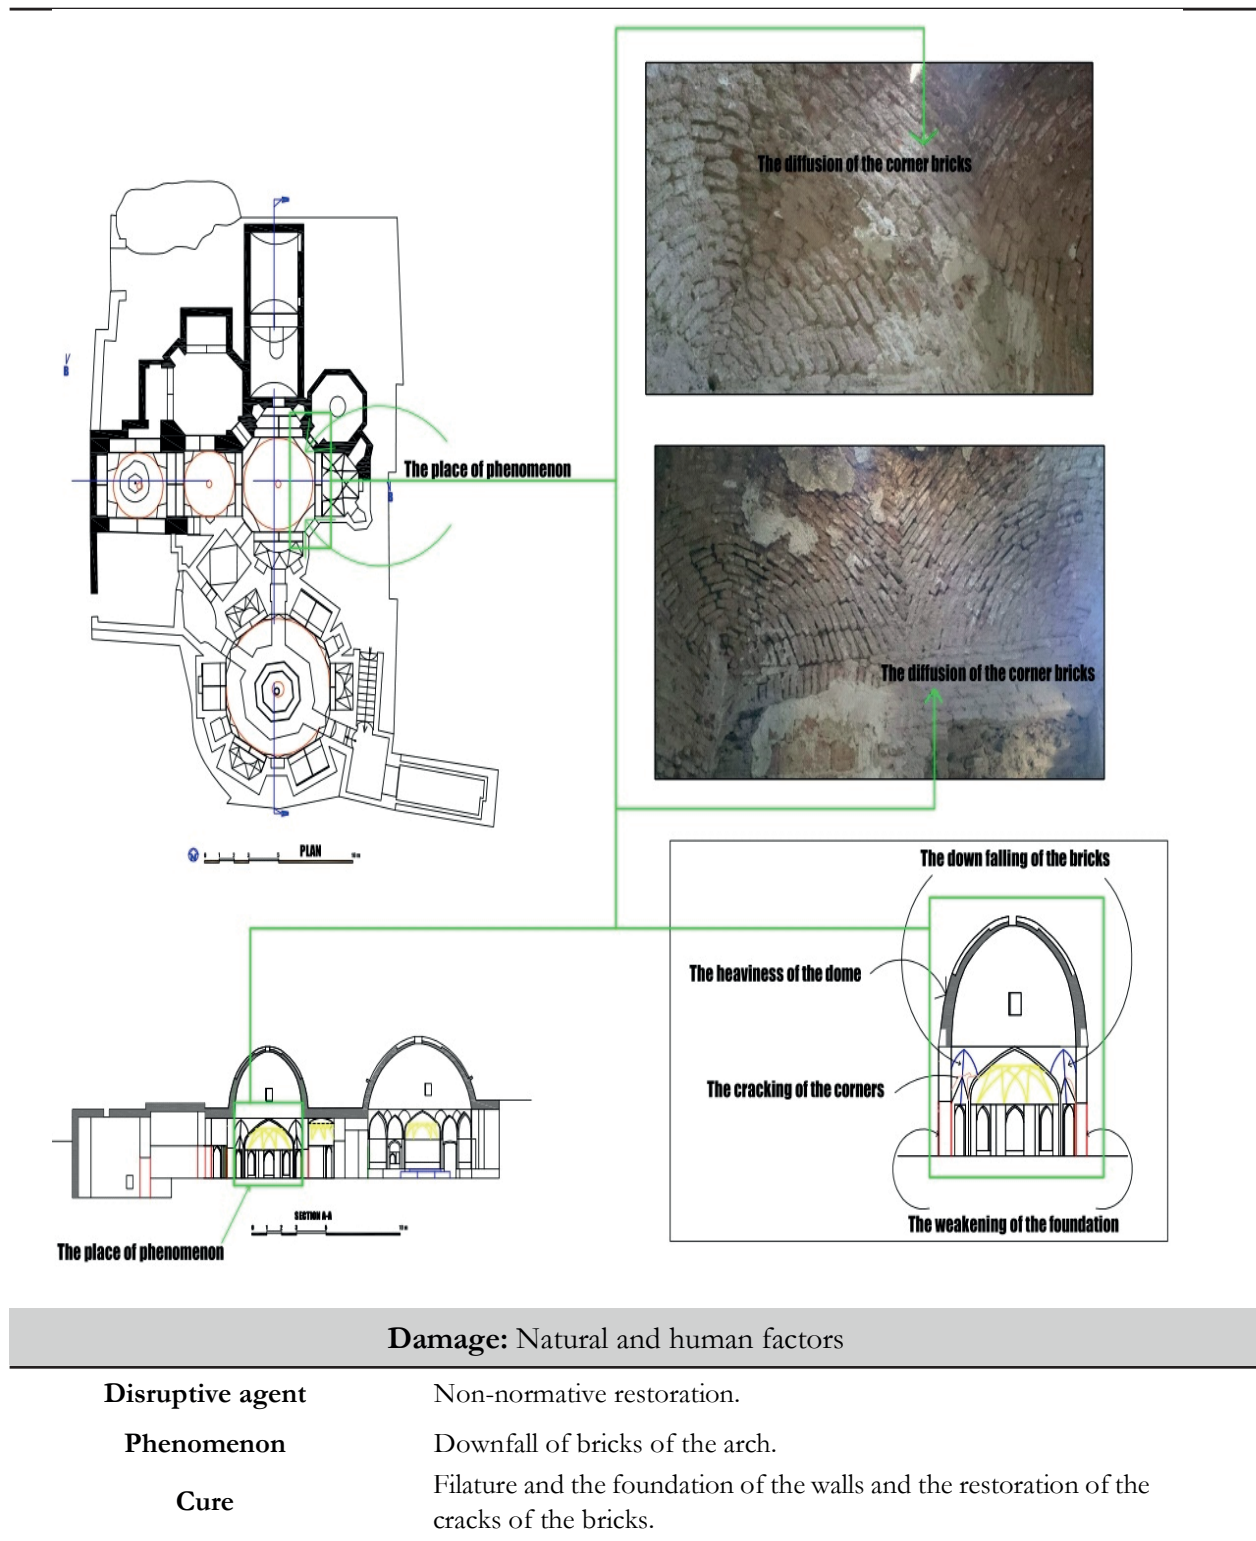 The diffusion of the corner bricks
The place of phenomenon
The diffusion of the corner bricks
PLAN
The down falling of the bricks
The heaviness of the dome
The cracking of the corners
The weakening of the foundation
SECTION A-A
The place of phenomenon
Damage: Natural and human factors
Disruptive agent Non-normative restoration.
Phenomenon Downfall of bricks of the arch.
Cure Filature and the foundation of the walls and the restoration of the
cracks of the bricks.